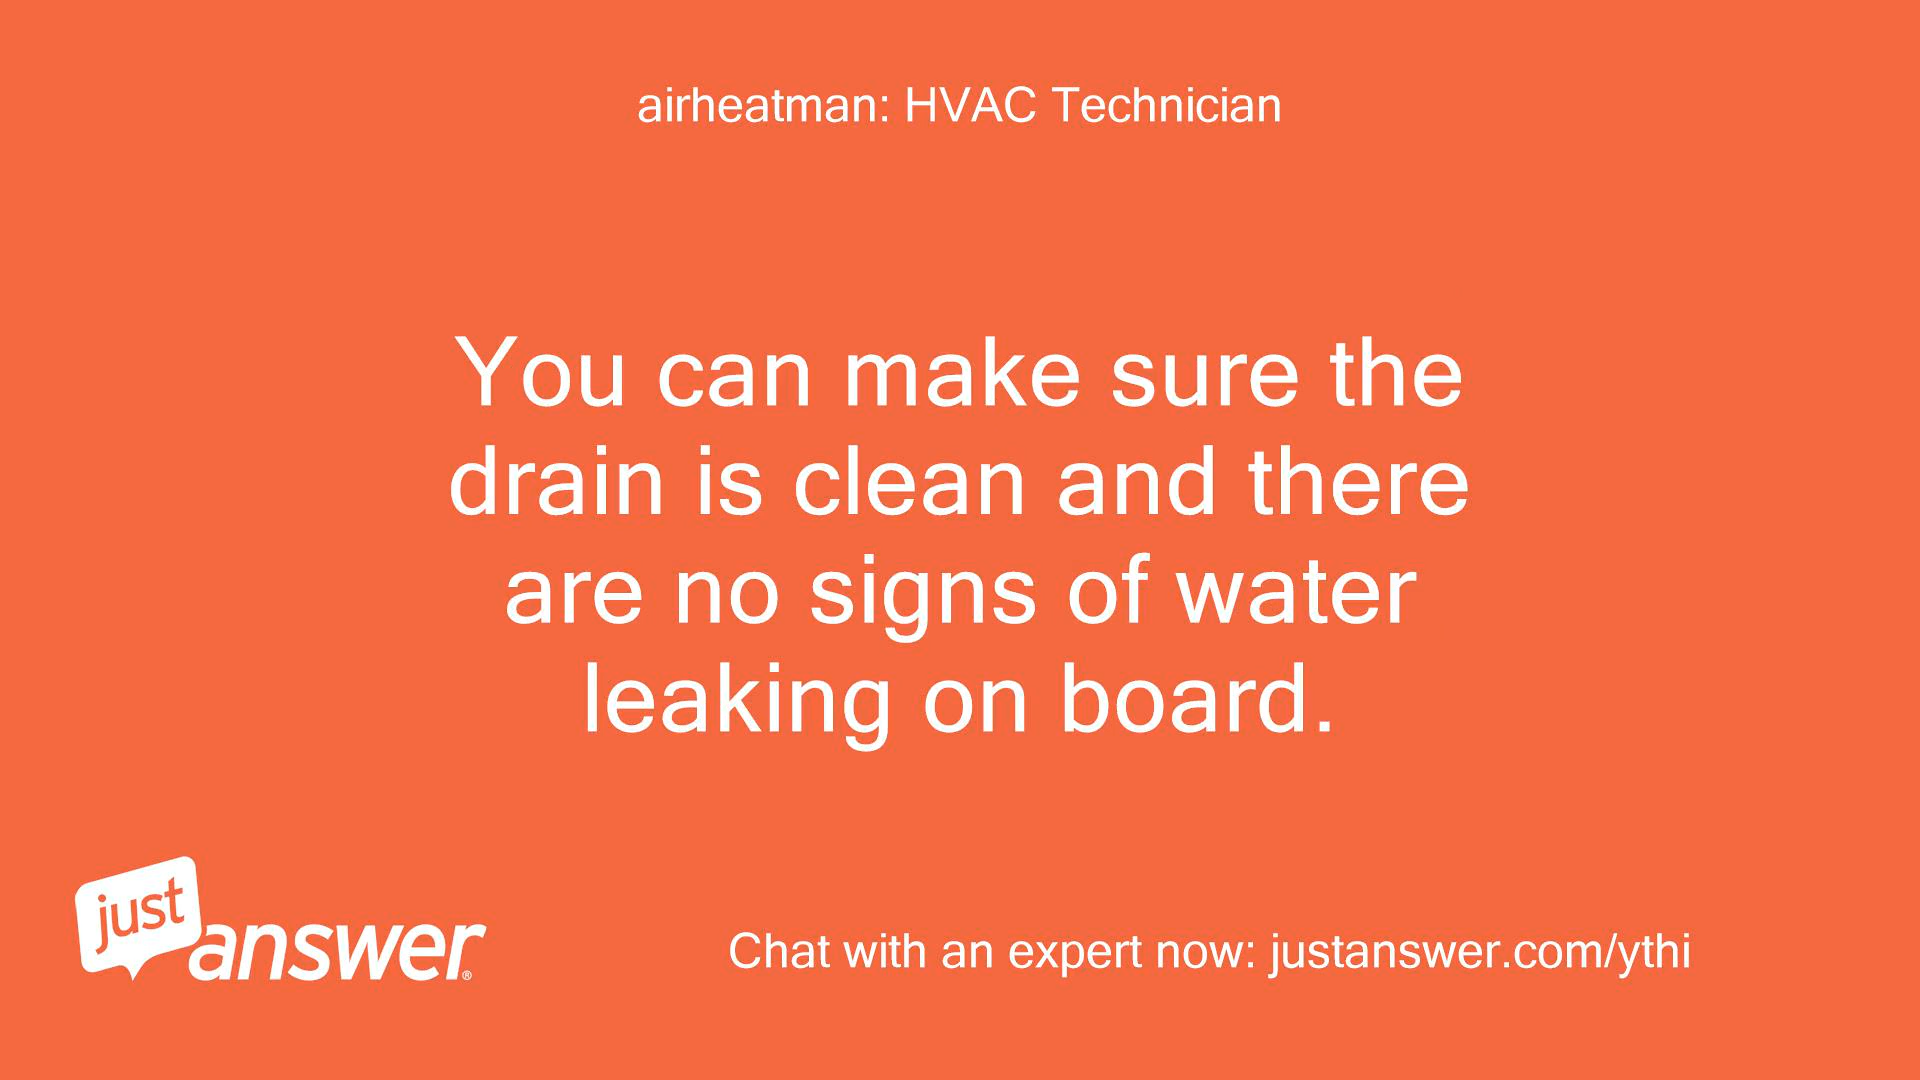 airheatman: HVAC Technician
You can make sure the
drain is clean and there
are no signs of water
leaking on board.
just
answer®
Chat with an expert now: justanswer.com/ythi